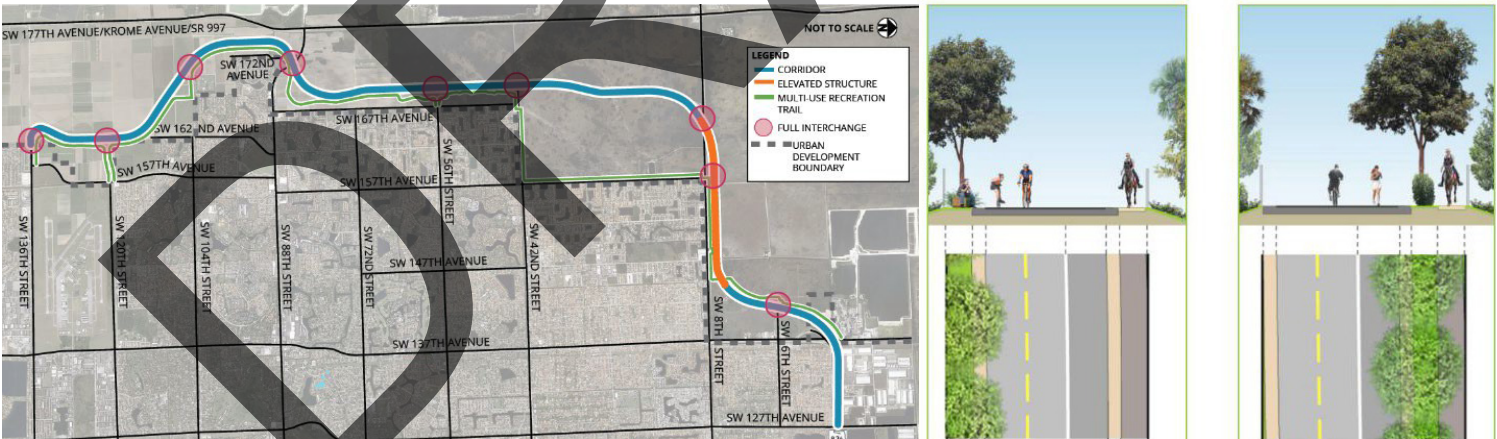 SW 177TH AVENUE/KROME AVENUE/SR 997
NOT TO SCALE
LEGEND
CORRIDOR
ELEVATED STRUCTURE
MULTI-USE RECREATION
TRAIL
FULL INTERCHANGE
URBAN
DEVELOPMENT
BOUNDARY
SW 172ND
AVENUE
SW 167TH AVENUE
SW 162 ND AVENUE
SW 157TH AVENUE
SW 157TH AVENUE
SW 147TH AVENUE
SW 137TH AVENUE
SW 127TH AVENUE
SW 136TH STREET
SW 120TH STREET
SW 104TH STREET
SW 88TH STREET
SW 72ND STREET
SW 56TH STREET
SW 42ND STREET
SW 8TH STREET
SW 6TH STREET